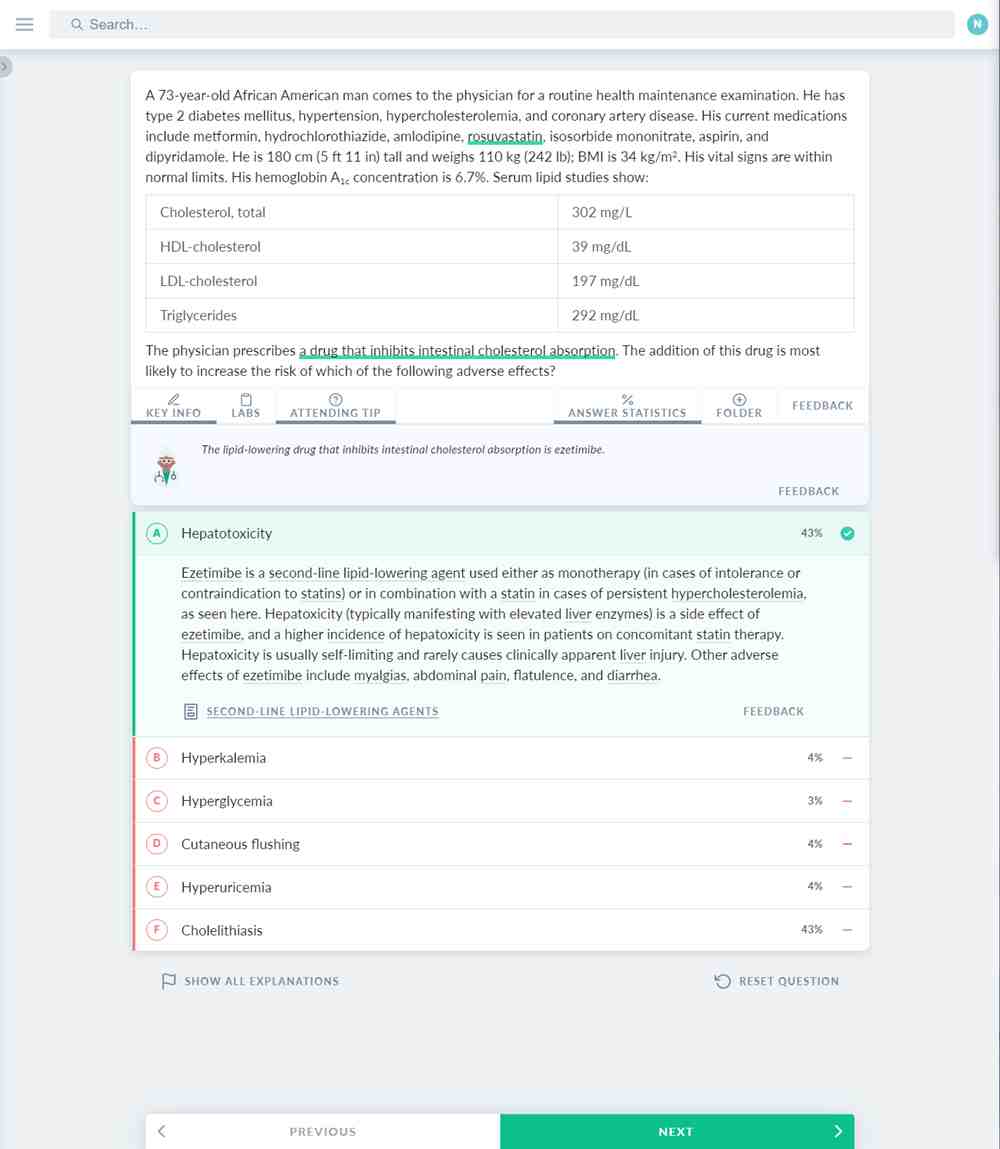 Search...
N
A 73-year-old African American man comes to the physician for a routine health maintenance examination. He has
type 2 diabetes mellitus, hypertension, hypercholesterolemia, and coronary artery disease. His current medications
include metformin, hydrochlorothiazide, amlodipine, rosuvastatin, isosorbide mononitrate, aspirin, and
dipyridamole. He is 180 cm (5 ft 11 in) tall and weighs 110 kg (242 lb); BMI is 34 kg/m². His vital signs are within
normal limits. His hemoglobin A1c concentration is 6.7%. Serum lipid studies show:
Cholesterol, total 302 mg/L
HDL-cholesterol 39 mg/dL
LDL-cholesterol 197 mg/dL
Triglycerides 292 mg/dL
The physician prescribes a drug that inhibits intestinal cholesterol absorption. The addition of this drug is most
likely to increase the risk of which of the following adverse effects?
KEY INFO LABS ATTENDING TIP ANSWER STATISTICS FOLDER FEEDBACK
The lipid-lowering drug that inhibits intestinal cholesterol absorption is ezetimibe.
FEEDBACK
A Hepatotoxicity 43%
Ezetimibe is a second-line lipid-lowering agent used either as monotherapy (in cases of intolerance or
contraindication to statins) or in combination with a statin in cases of persistent hypercholesterolemia,
as seen here. Hepatoxicity (typically manifesting with elevated liver enzymes) is a side effect of
ezetimibe, and a higher incidence of hepatoxicity is seen in patients on concomitant statin therapy.
Hepatoxicity is usually self-limiting and rarely causes clinically apparent liver injury. Other adverse
effects of ezetimibe include myalgias, abdominal pain, flatulence, and diarrhea.
SECOND-LINE LIPID-LOWERING AGENTS FEEDBACK
B Hyperkalemia 4%
C Hyperglycemia 3%
D Cutaneous flushing 4%
E Hyperuricemia 4%
F Cholelithiasis 43%
SHOW ALL EXPLANATIONS RESET QUESTION
PREVIOUS NEXT